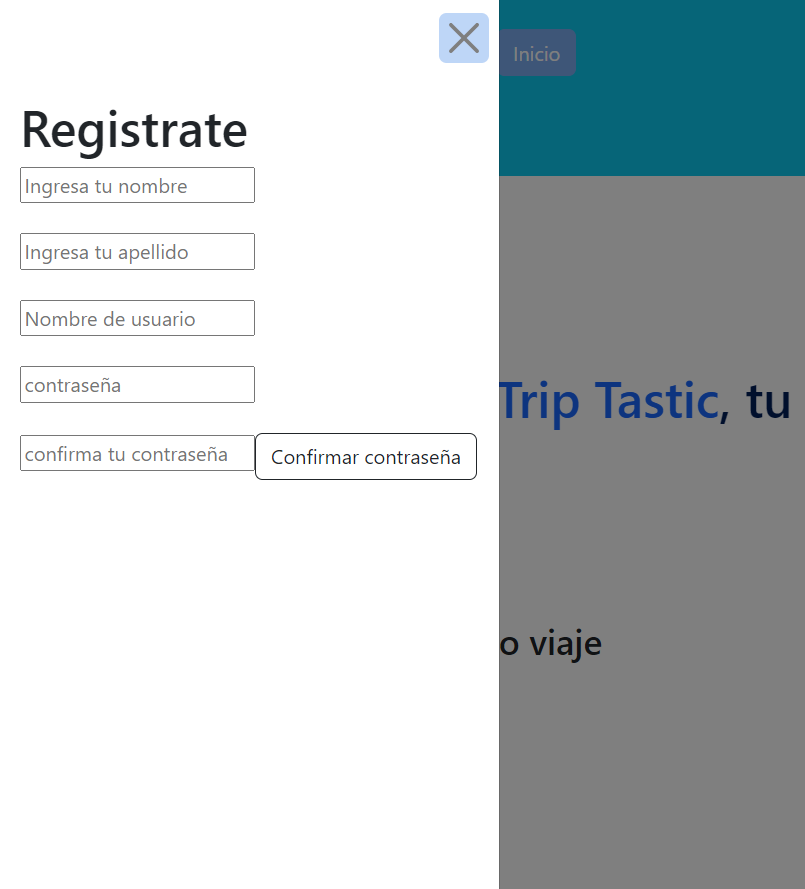 Inicio
Registrate
Ingresa tu nombre
Ingresa tu apellido
Nombre de usuario
Trip Tastic, tu
contraseña
confirma tu contraseña
Confirmar contraseña
o viaje